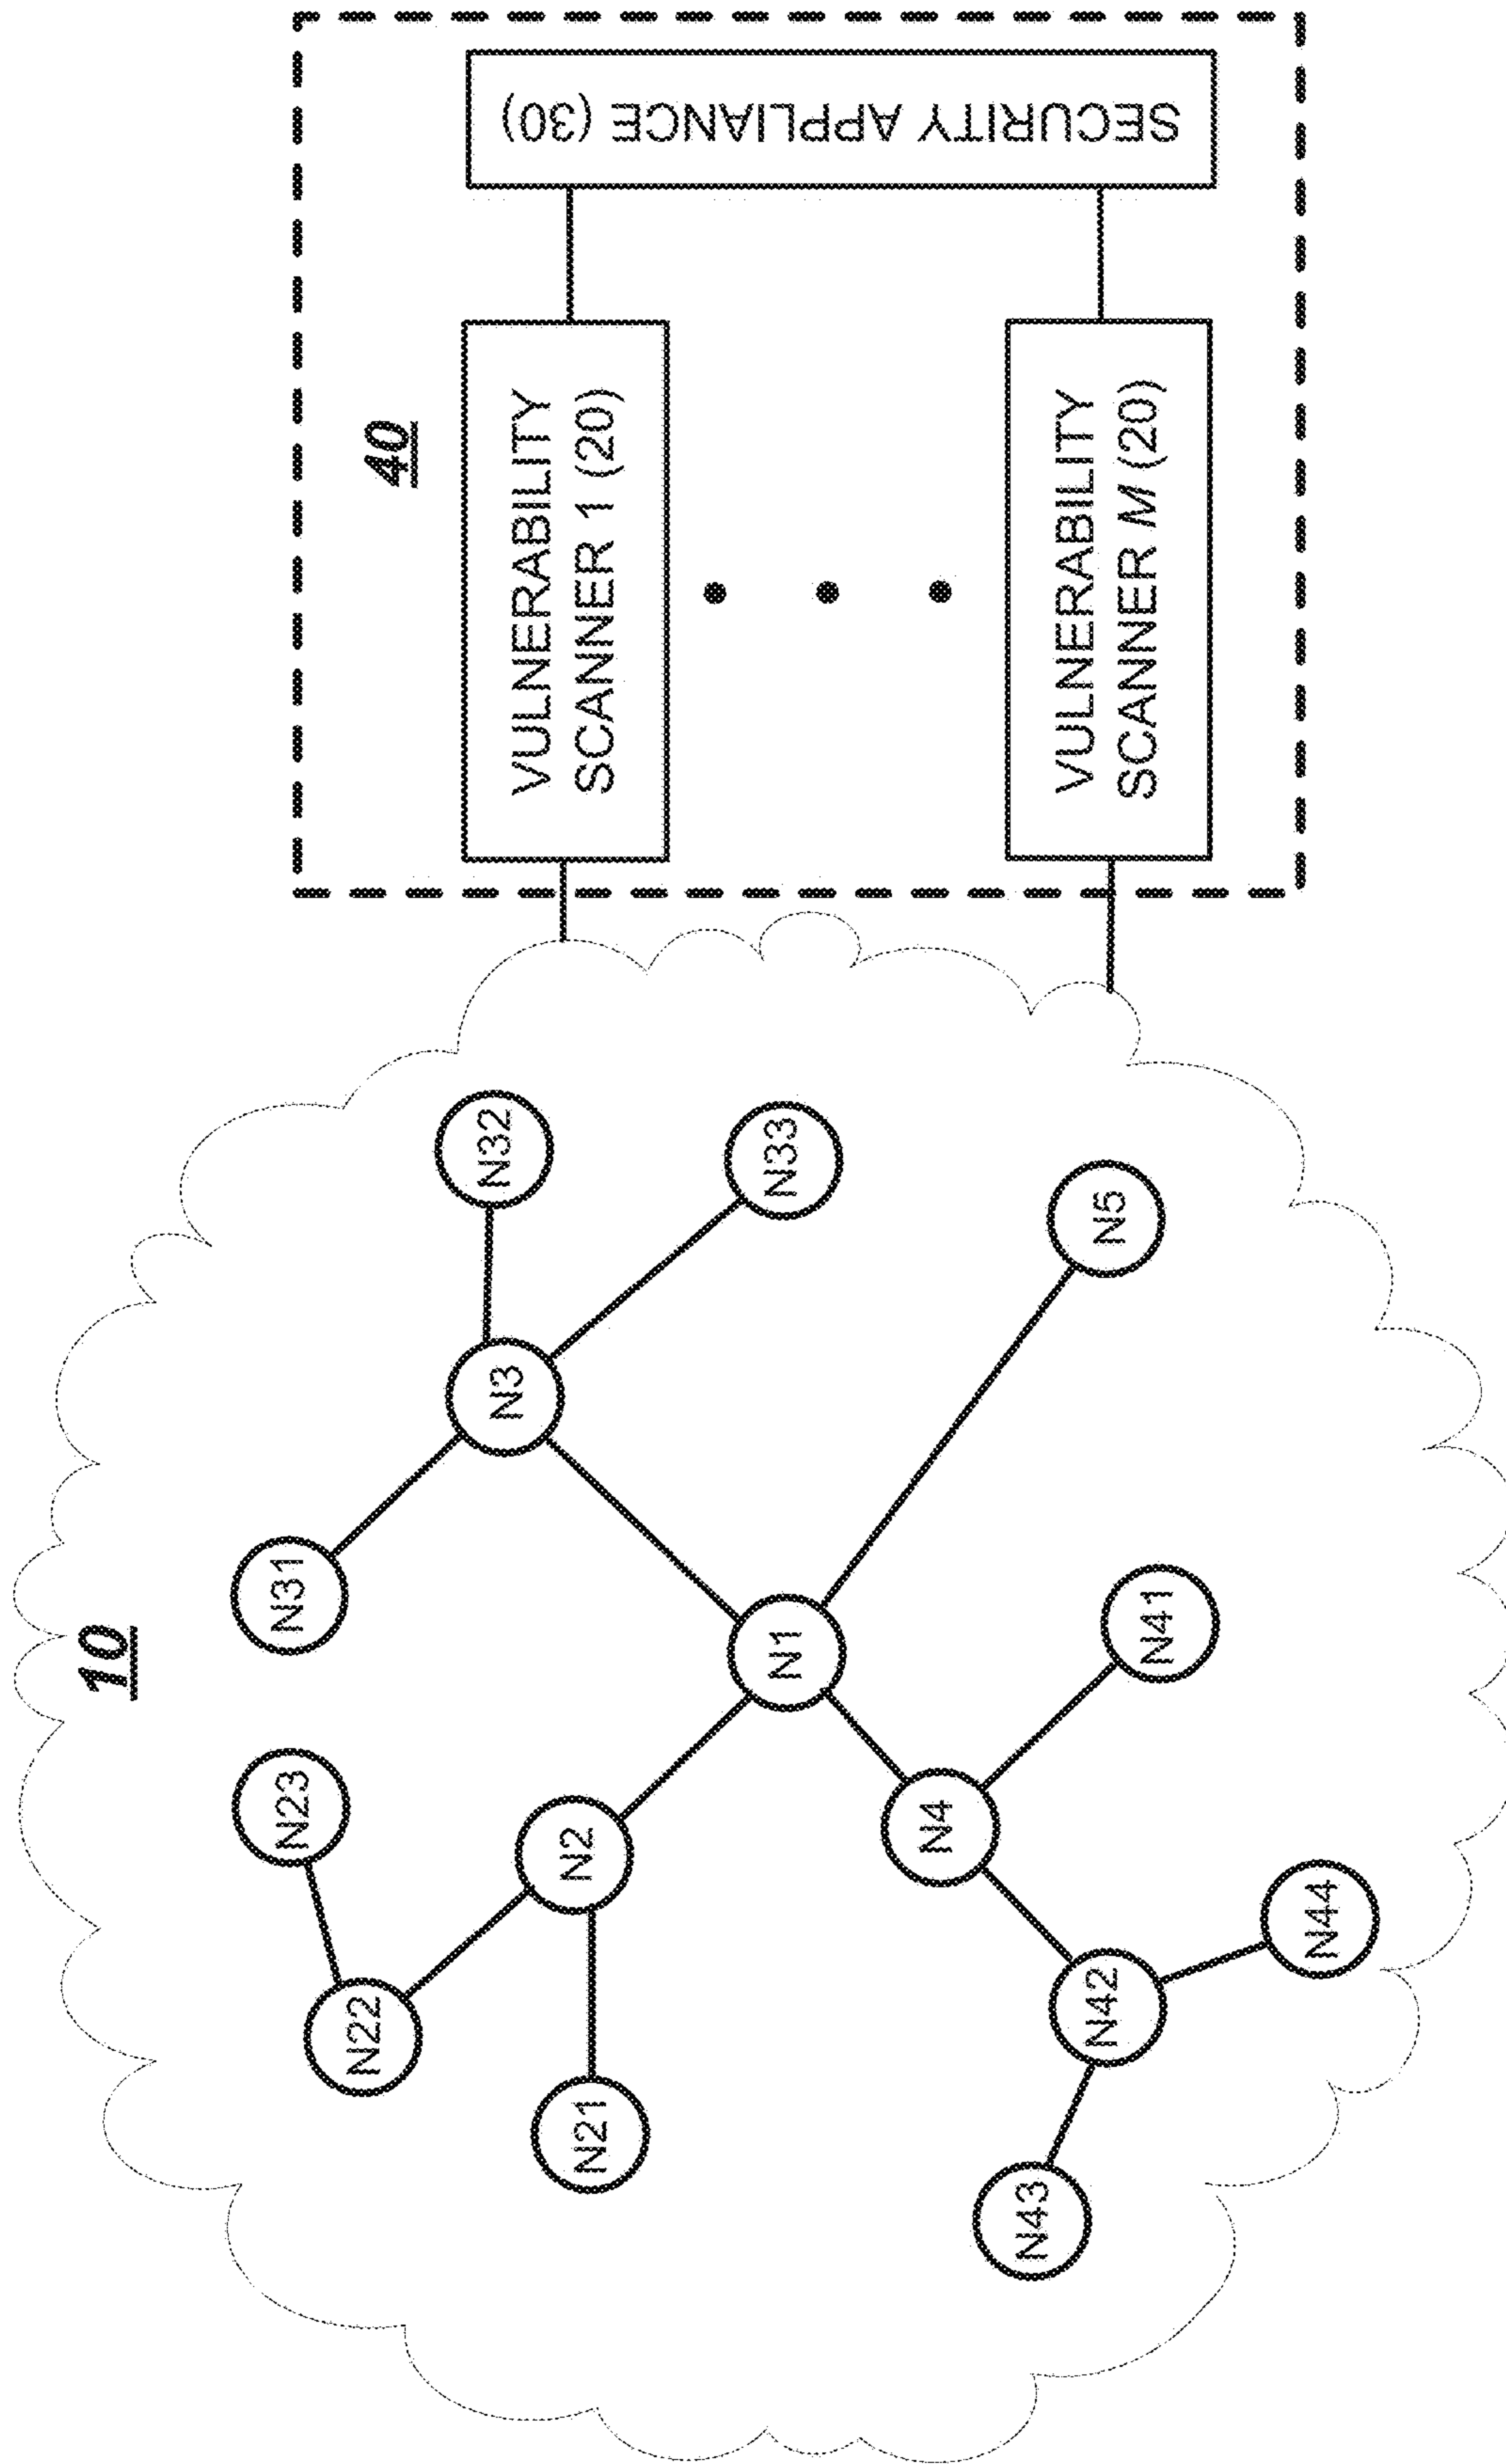 10
N23
N31
N22
N32
N3
N2
N21
N33
N1
N4
N43
N42
N5
N41
N44
40
VULNERABILITY
SCANNER 1 (20)
VULNERABILITY
SCANNER M (20)
SECURITY APPLIANCE (30)